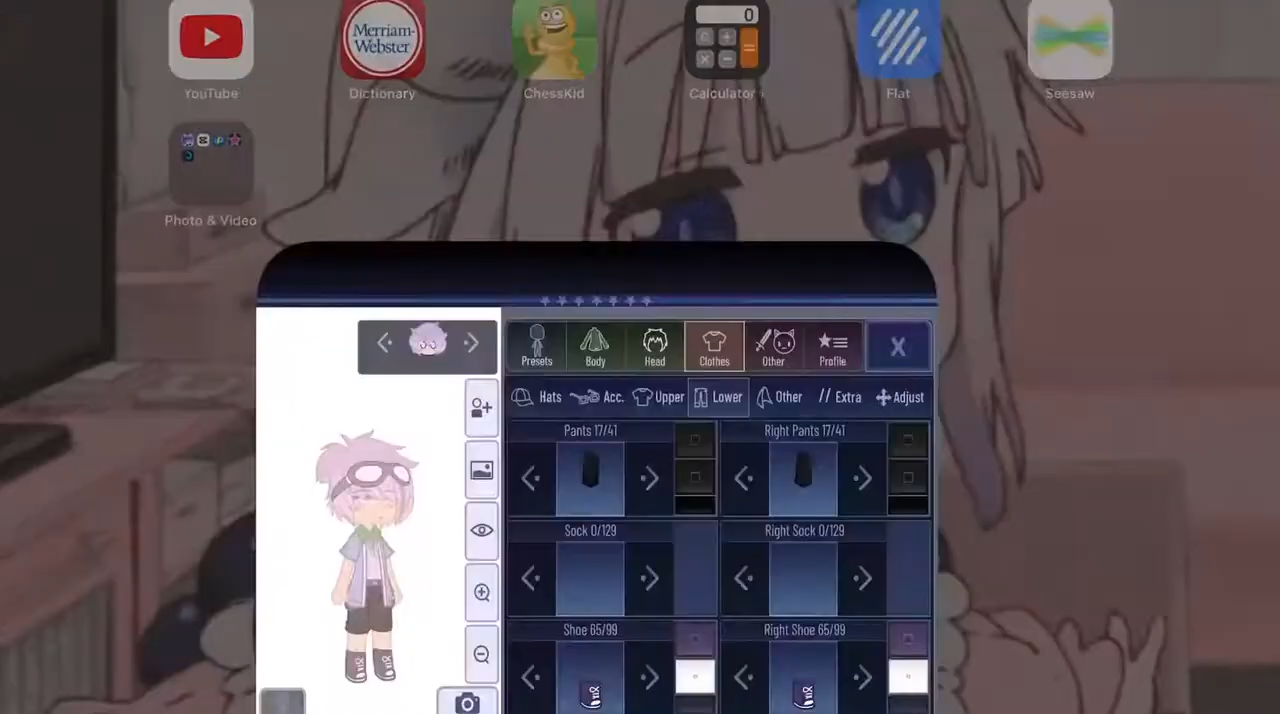 0
Merriam-
Webster
YouTube
Dictionary
ChessKid
Calculator
Flat
Seesaw
Photo & Video
Presets
Body
Head
Clothes
Other
Profile
X
Hats
Acc.
Upper
Lower
Other
Extra
Adjust
Pants 17/41
Right Pants 17/41
Sock 0/129
Right Sock 0/129
Shoe 65/99
Right Shoe 65/99